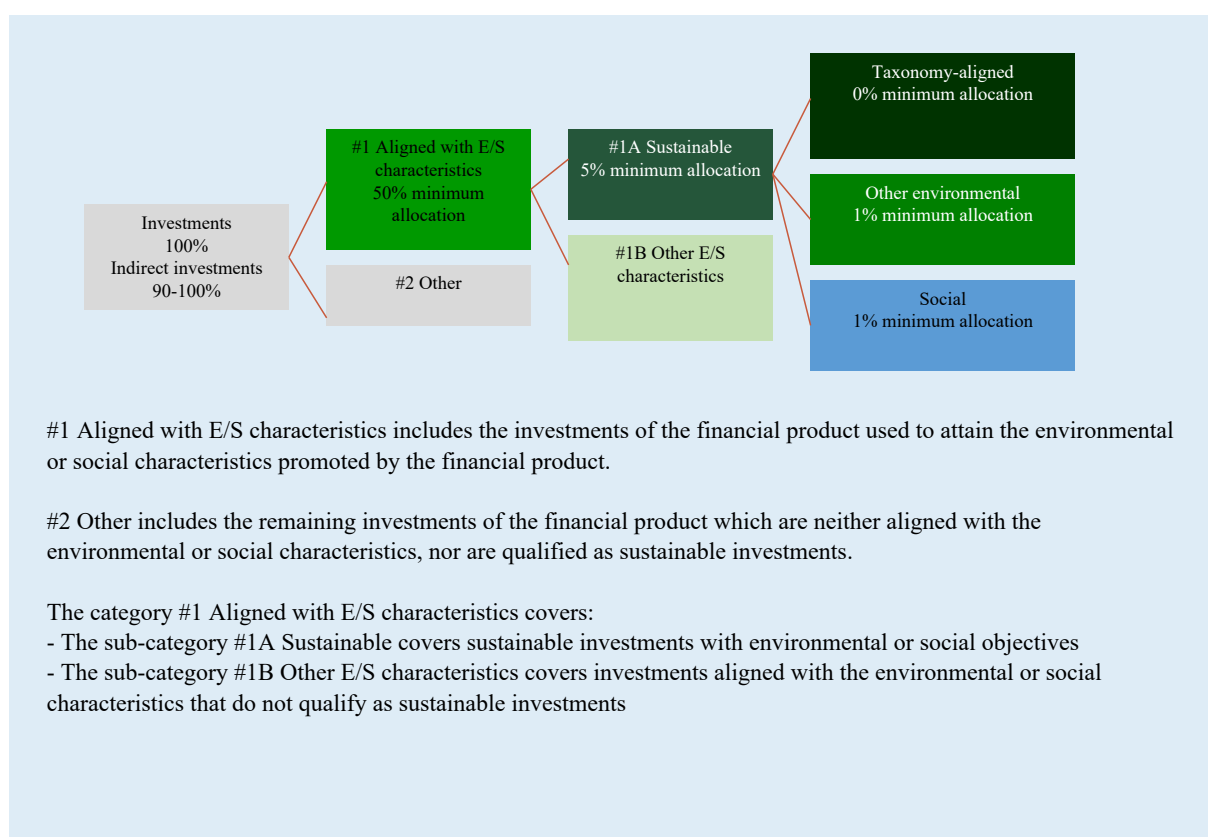 Investments
100%
Indirect investments
90-100%
#1 Aligned with E/S
characteristics
50% minimum
allocation
#2 Other
#1A Sustainable
5% minimum allocation
#1B Other E/S
characteristics
Taxonomy-aligned
0% minimum allocation
Other environmental
1% minimum allocation
Social
1% minimum allocation
#1 Aligned with E/S characteristics includes the investments of the financial product used to attain the environmental
or social characteristics promoted by the financial product.
#2 Other includes the remaining investments of the financial product which are neither aligned with the
environmental or social characteristics, nor are qualified as sustainable investments.
The category #1 Aligned with E/S characteristics covers:
- The sub-category #1A Sustainable covers sustainable investments with environmental or social objectives
- The sub-category #1B Other E/S characteristics covers investments aligned with the environmental or social
characteristics that do not qualify as sustainable investments